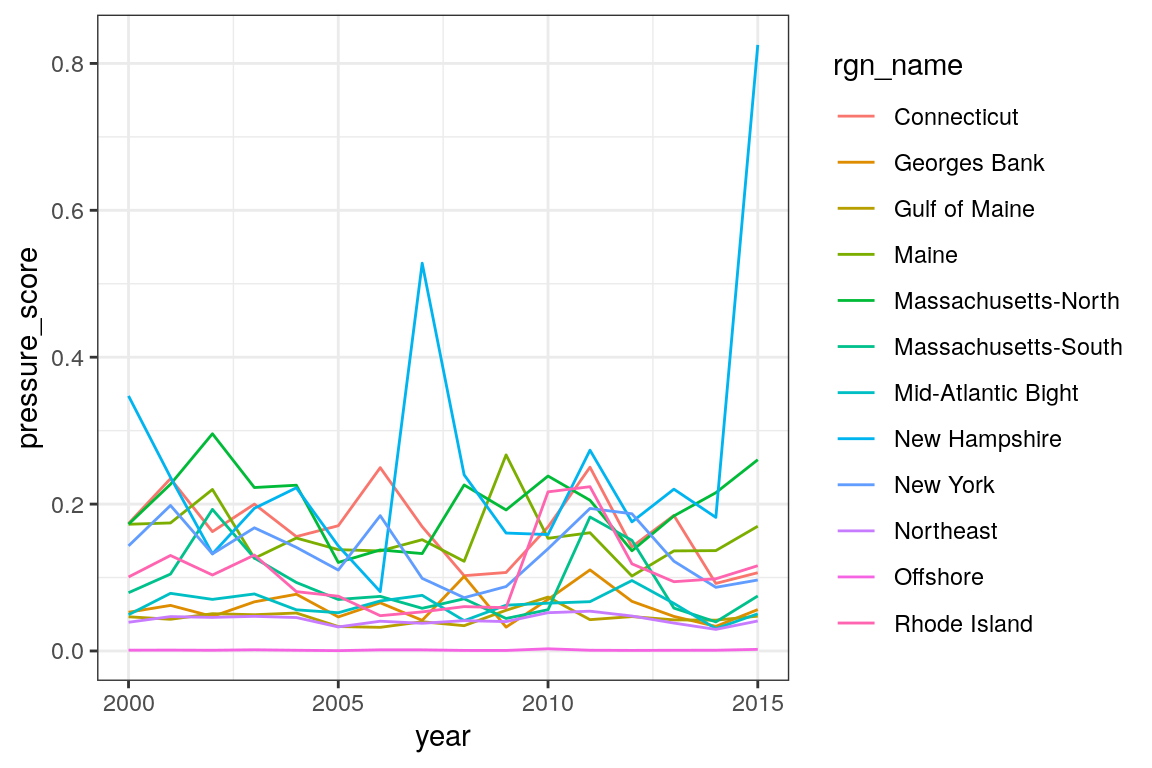 0.8
0.6
0.4
0.2
0.0
pressure_score
2000 2005 2010 2015
year
rgn_name
Connecticut
Georges Bank
Gulf of Maine
Maine
Massachusetts-North
Massachusetts-South
Mid-Atlantic Bight
New Hampshire
New York
Northeast
Offshore
Rhode Island